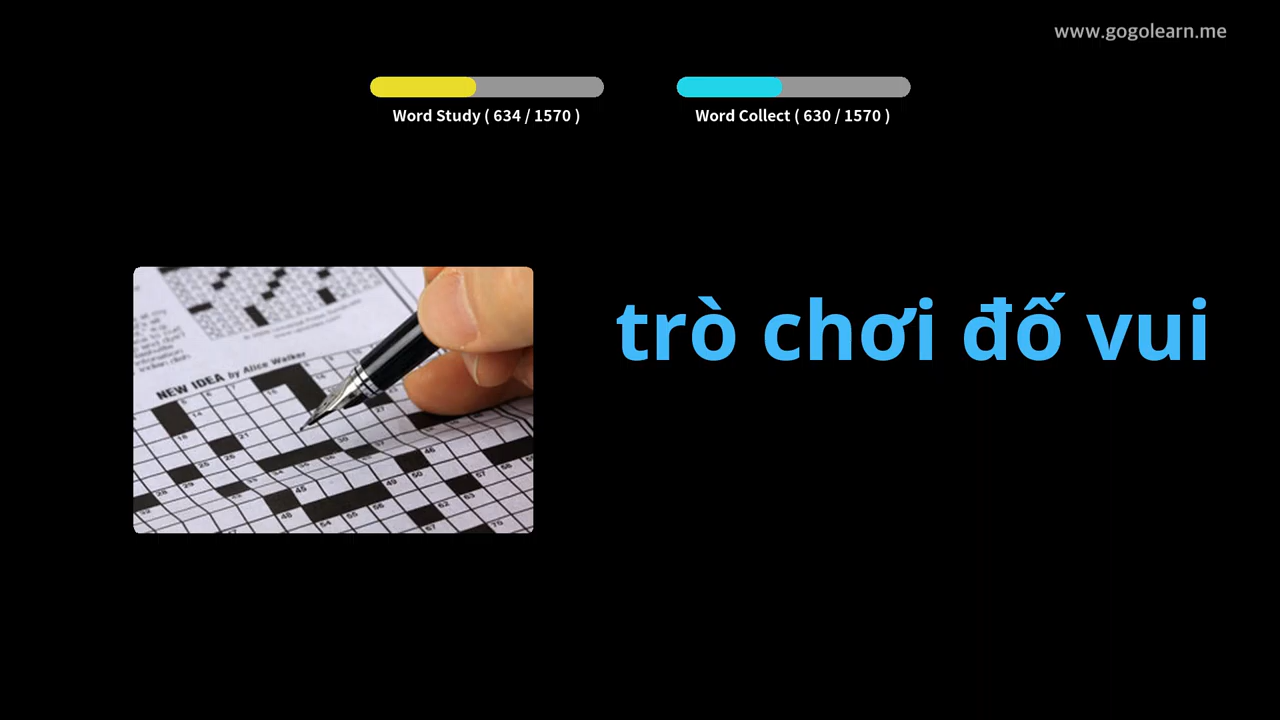 www.gogolearn.me
Word Study ( 634 / 1570 )
Word Collect ( 630 / 1570 )
trò chơi đố vui
NEW IDEA by Alice Walker